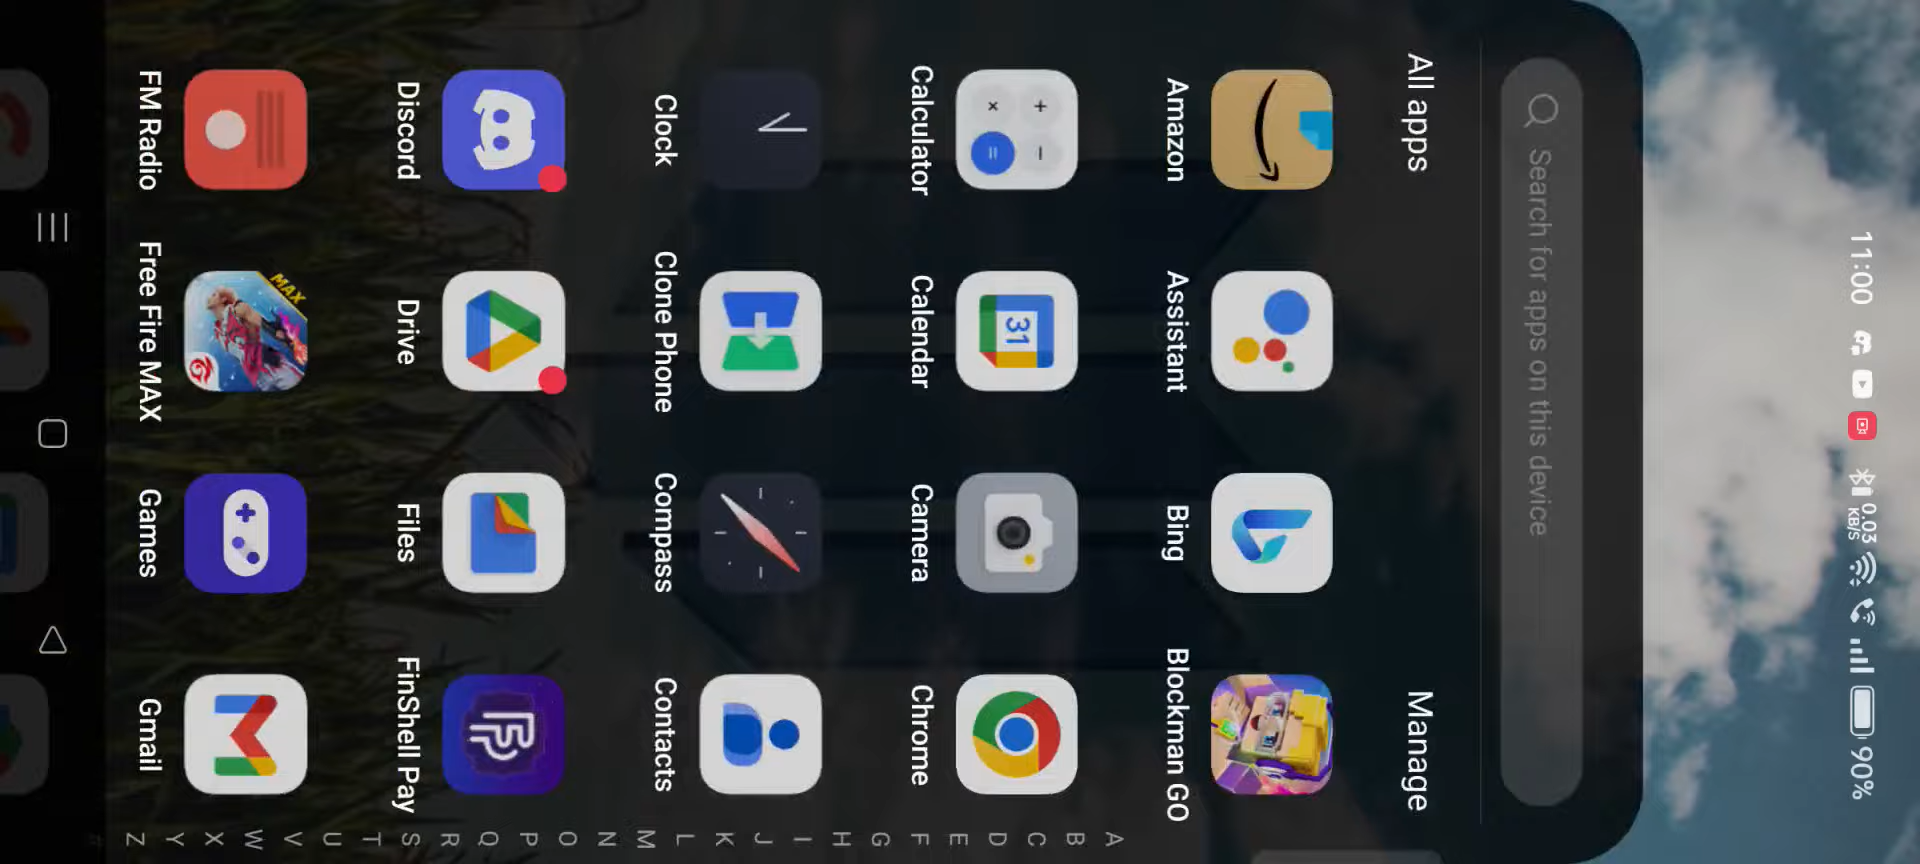 11:00 0.03 KB/S 90%
Search for apps on this device
All apps Manage
Amazon Assistant Bing Blockman GO
31
Calculator Calendar Camera Chrome
Clock Clone Phone Compass Contacts
Discord Drive Files FinShell Pay
MAX
FM Radio Free Fire MAX Games Gmail
A
B
C
D
E
F
G
H
I
J
K
L
M
N
O
P
Q
R
S
T
U
V
W
X
Y
Z
#